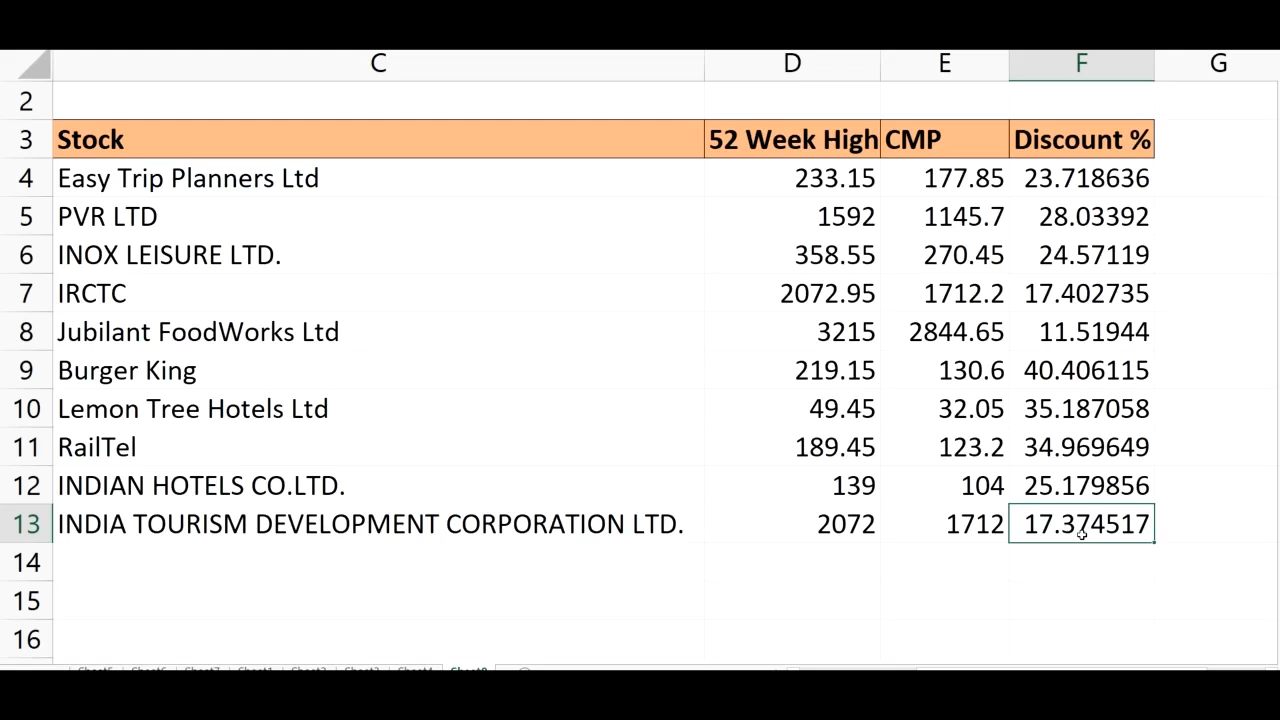 C D E F G
2
3 Stock 52 Week High CMP Discount %
4 Easy Trip Planners Ltd 233.15 177.85 23.718636
5 PVR LTD 1592 1145.7 28.03392
6 INOX LEISURE LTD. 358.55 270.45 24.57119
7 IRCTC 2072.95 1712.2 17.402735
8 Jubilant FoodWorks Ltd 3215 2844.65 11.51944
9 Burger King 219.15 130.6 40.406115
10 Lemon Tree Hotels Ltd 49.45 32.05 35.187058
11 RailTel 189.45 123.2 34.969649
12 INDIAN HOTELS CO.LTD. 139 104 25.179856
13 INDIA TOURISM DEVELOPMENT CORPORATION LTD. 2072 1712 17.374517
14
15
16